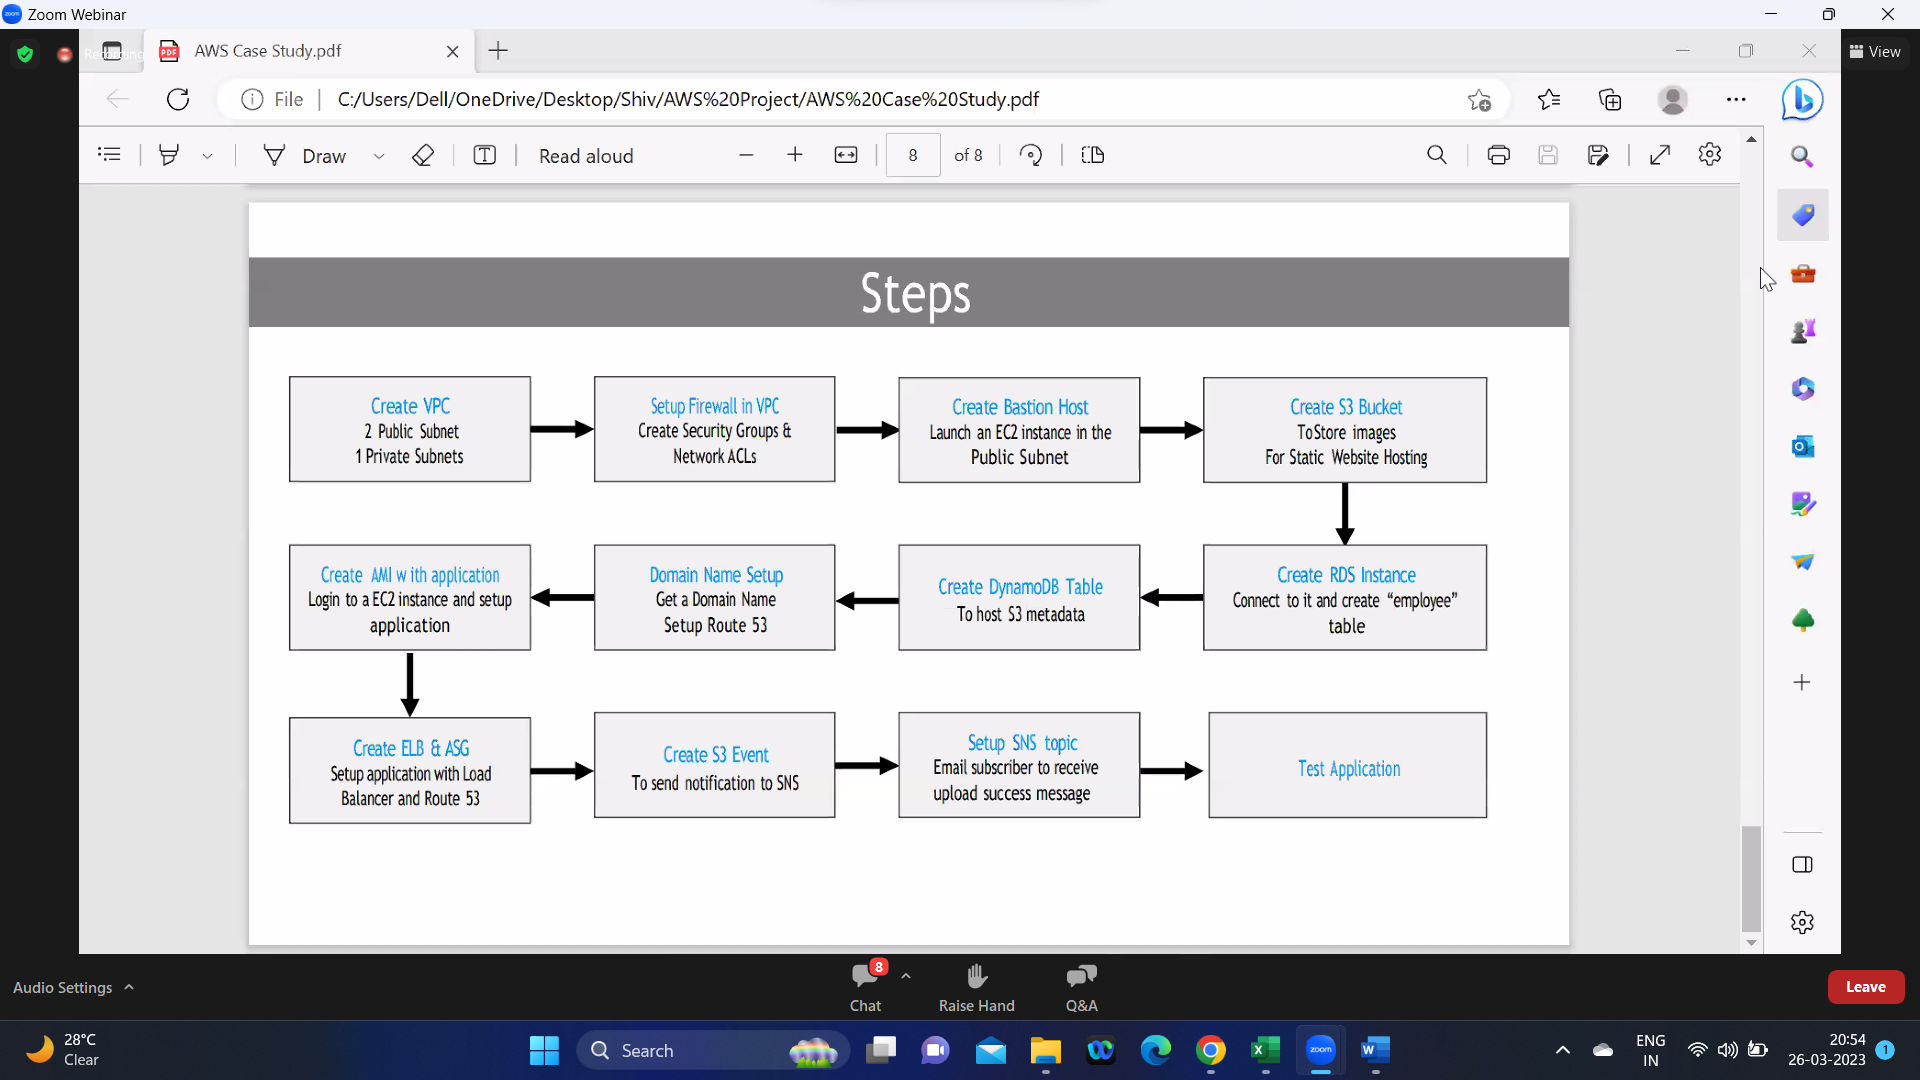 Zoom Webinar
Recording
AWS Case Study.pdf
View
File
C:/Users/Dell/OneDrive/Desktop/Shiv/AWS%20Project/AWS%20Case%20Study.pdf
Draw
Read aloud
8
of 8
Steps
Create VPC
2 Public Subnet
1 Private Subnets
Setup Firewall in VPC
Create Security Groups &
Network ACLs
Create Bastion Host
Launch an EC2 instance in the
Public Subnet
Create S3 Bucket
ToStore images
For Static Website Hosting
Create AMI w ith application
Login to a EC2 instance and setup
application
Domain Name Setup
Get a Domain Name
Setup Route 53
Create DynamoDB Table
To host S3 metadata
Create RDS Instance
Connect to it and create “employee”
table
Create ELB & ASG
Setup application with Load
Balancer and Route 53
Create S3 Event
To send notification to SNS
Setup SNS topic
Email subscriber to receive
upload success message
Test Application
Audio Settings
8
Chat
Raise Hand
Q&A
Leave
28°C
Clear
Search
zoom
ENG
IN
20:54
26-03-2023
1